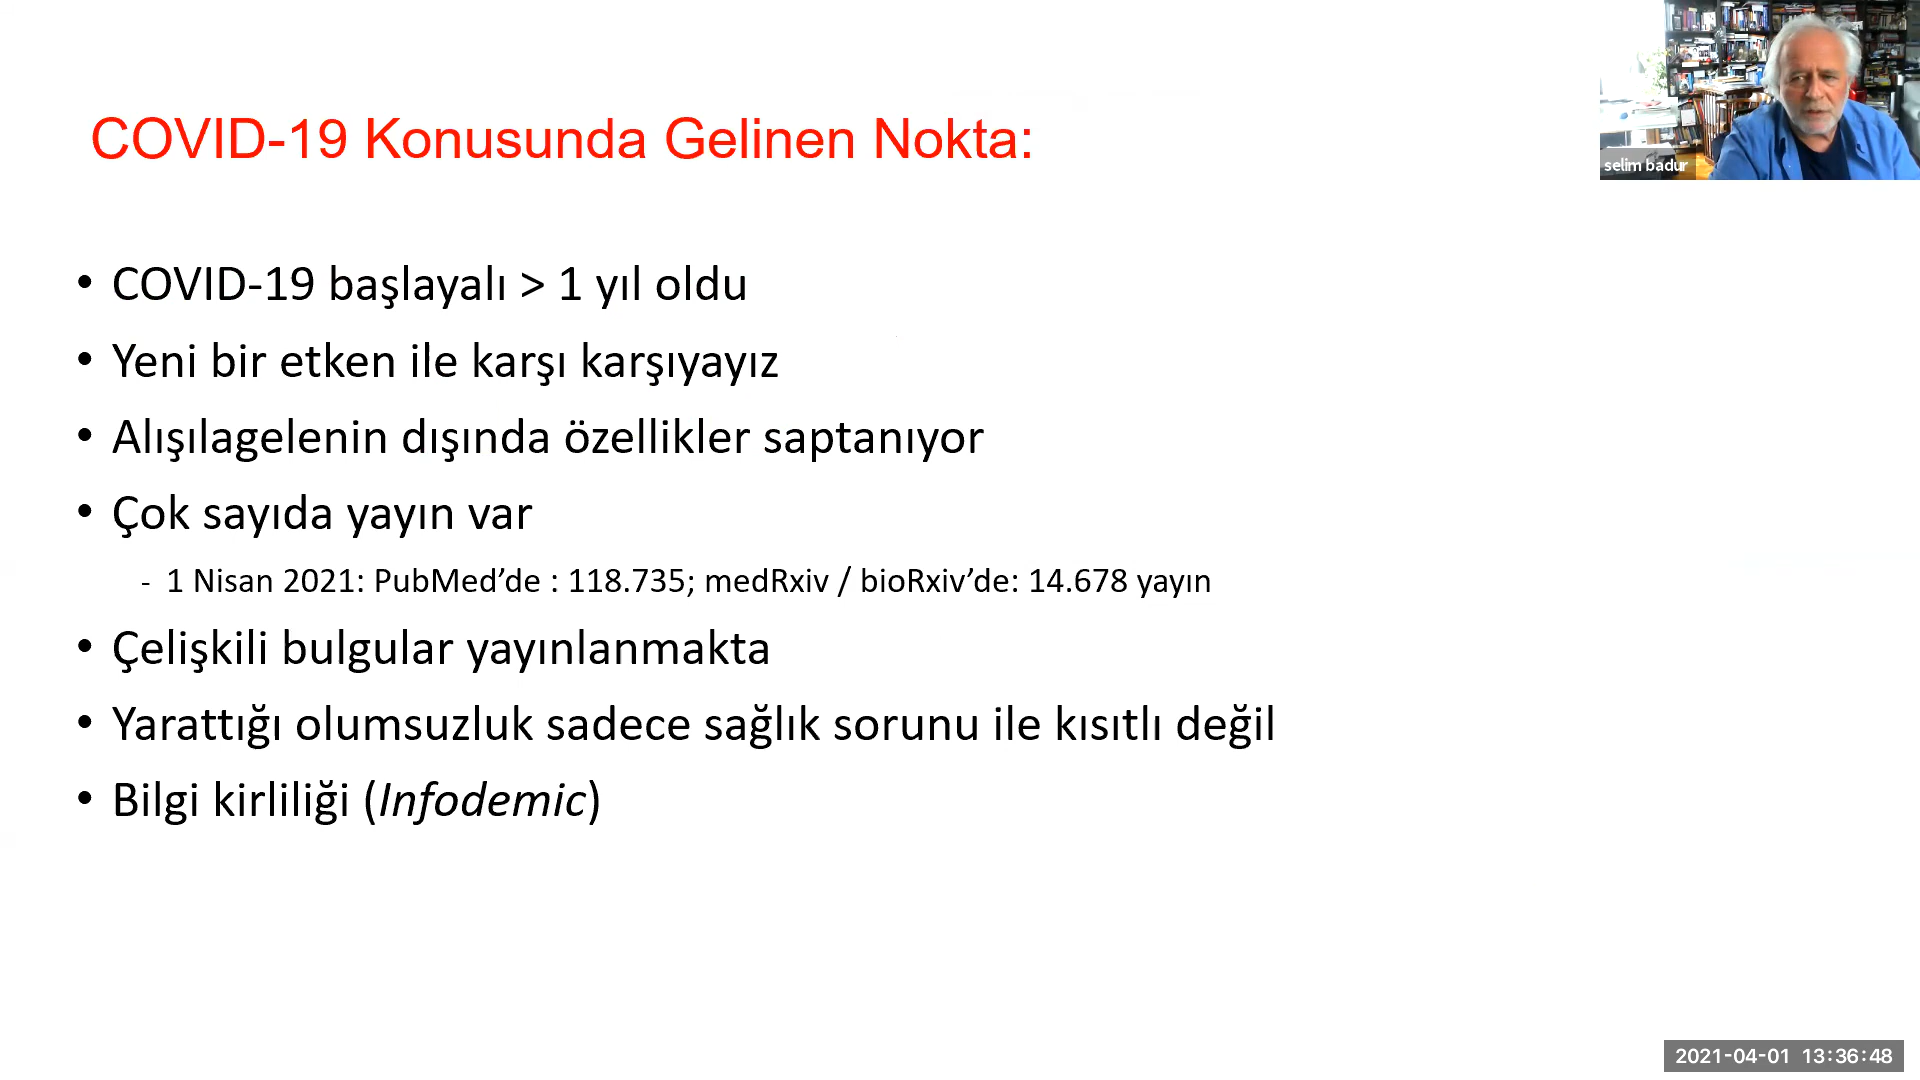 COVID-19 Konusunda Gelinen Nokta:
selim badur
• COVID-19 başlayalı > 1 yıl oldu
• Yeni bir etken ile karşı karşıyayız
• Alışılagelenin dışında özellikler saptanıyor
• Çok sayıda yayın var
- 1 Nisan 2021: PubMed’de : 118.735; medRxiv / bioRxiv’de: 14.678 yayın
• Çelişkili bulgular yayınlanmakta
• Yarattığı olumsuzluk sadece sağlık sorunu ile kısıtlı değil
• Bilgi kirliliği (Infodemic)
2021-04-01 13:36:48